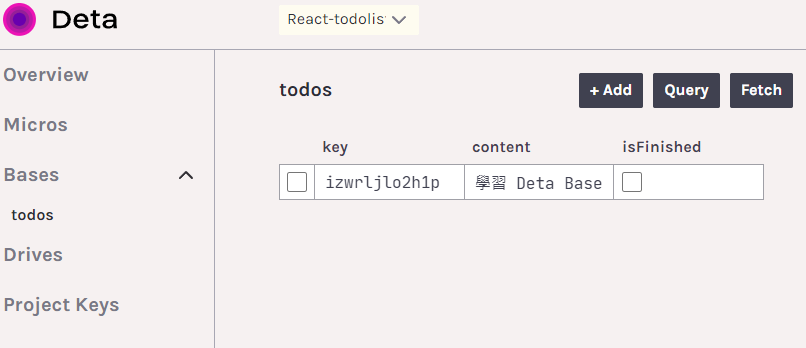 Deta
React-todolis
Overview
Micros
Bases
todos
Drives
Project Keys
todos
+ Add Query Fetch
key content isFinished
izwrljlo2h1p 學習 Deta Base